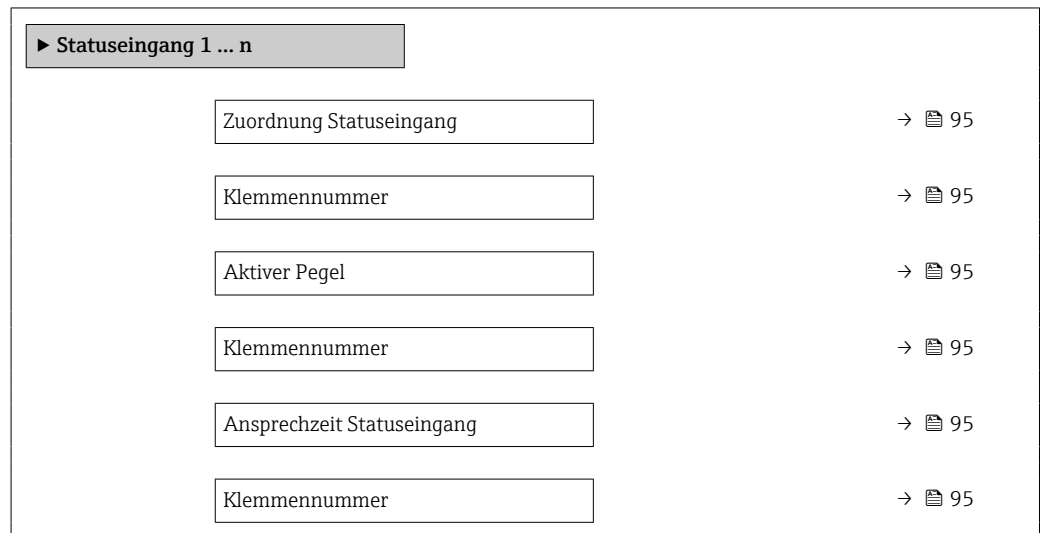 ▶ Statuseingang 1 … n
Zuordnung Statuseingang → 95
Klemmennummer → 95
Aktiver Pegel → 95
Klemmennummer → 95
Ansprechzeit Statuseingang → 95
Klemmennummer → 95